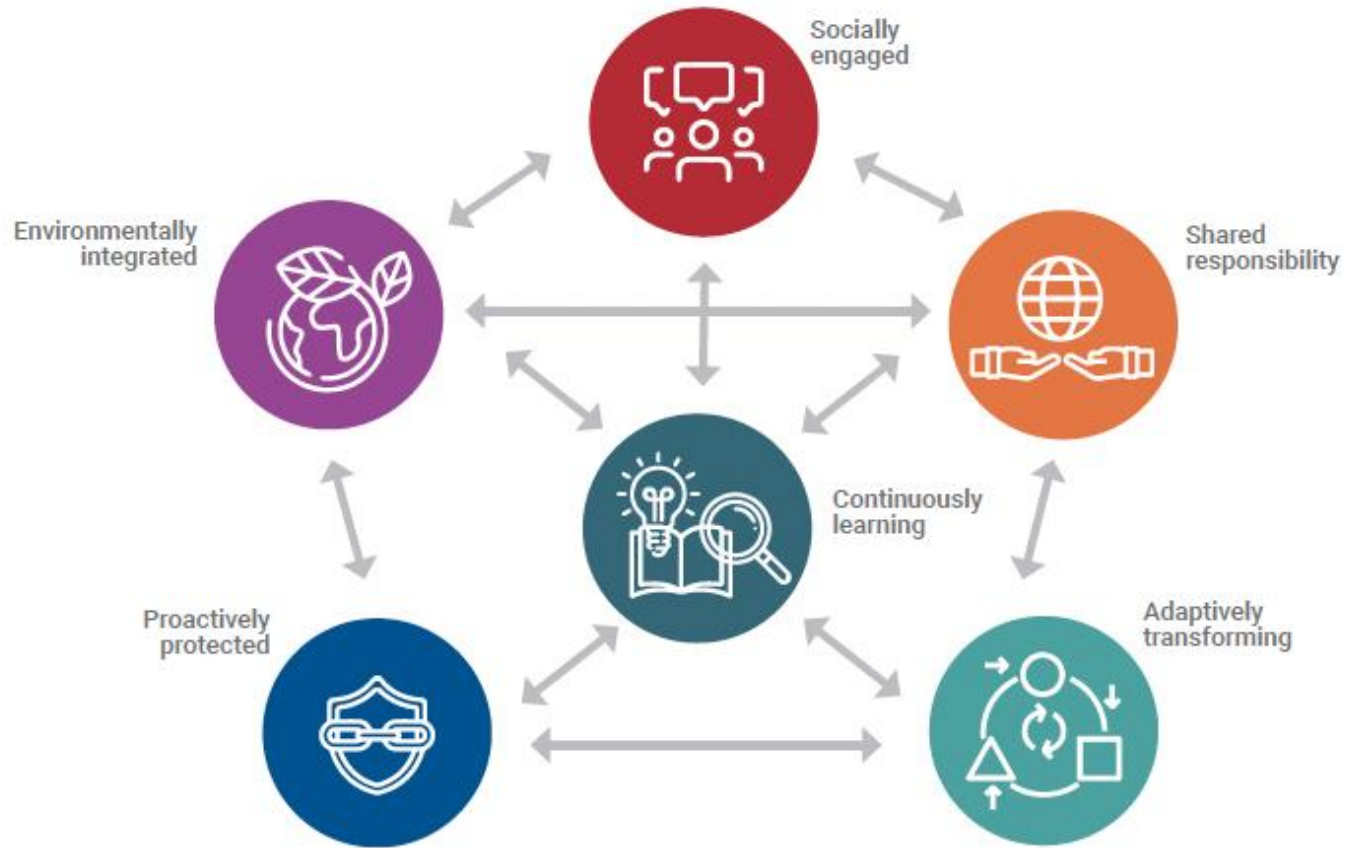 Socially
engaged
Environmentally
integrated
Shared
responsibility
Continuously
learning
Proactively
protected
Adaptively
transforming